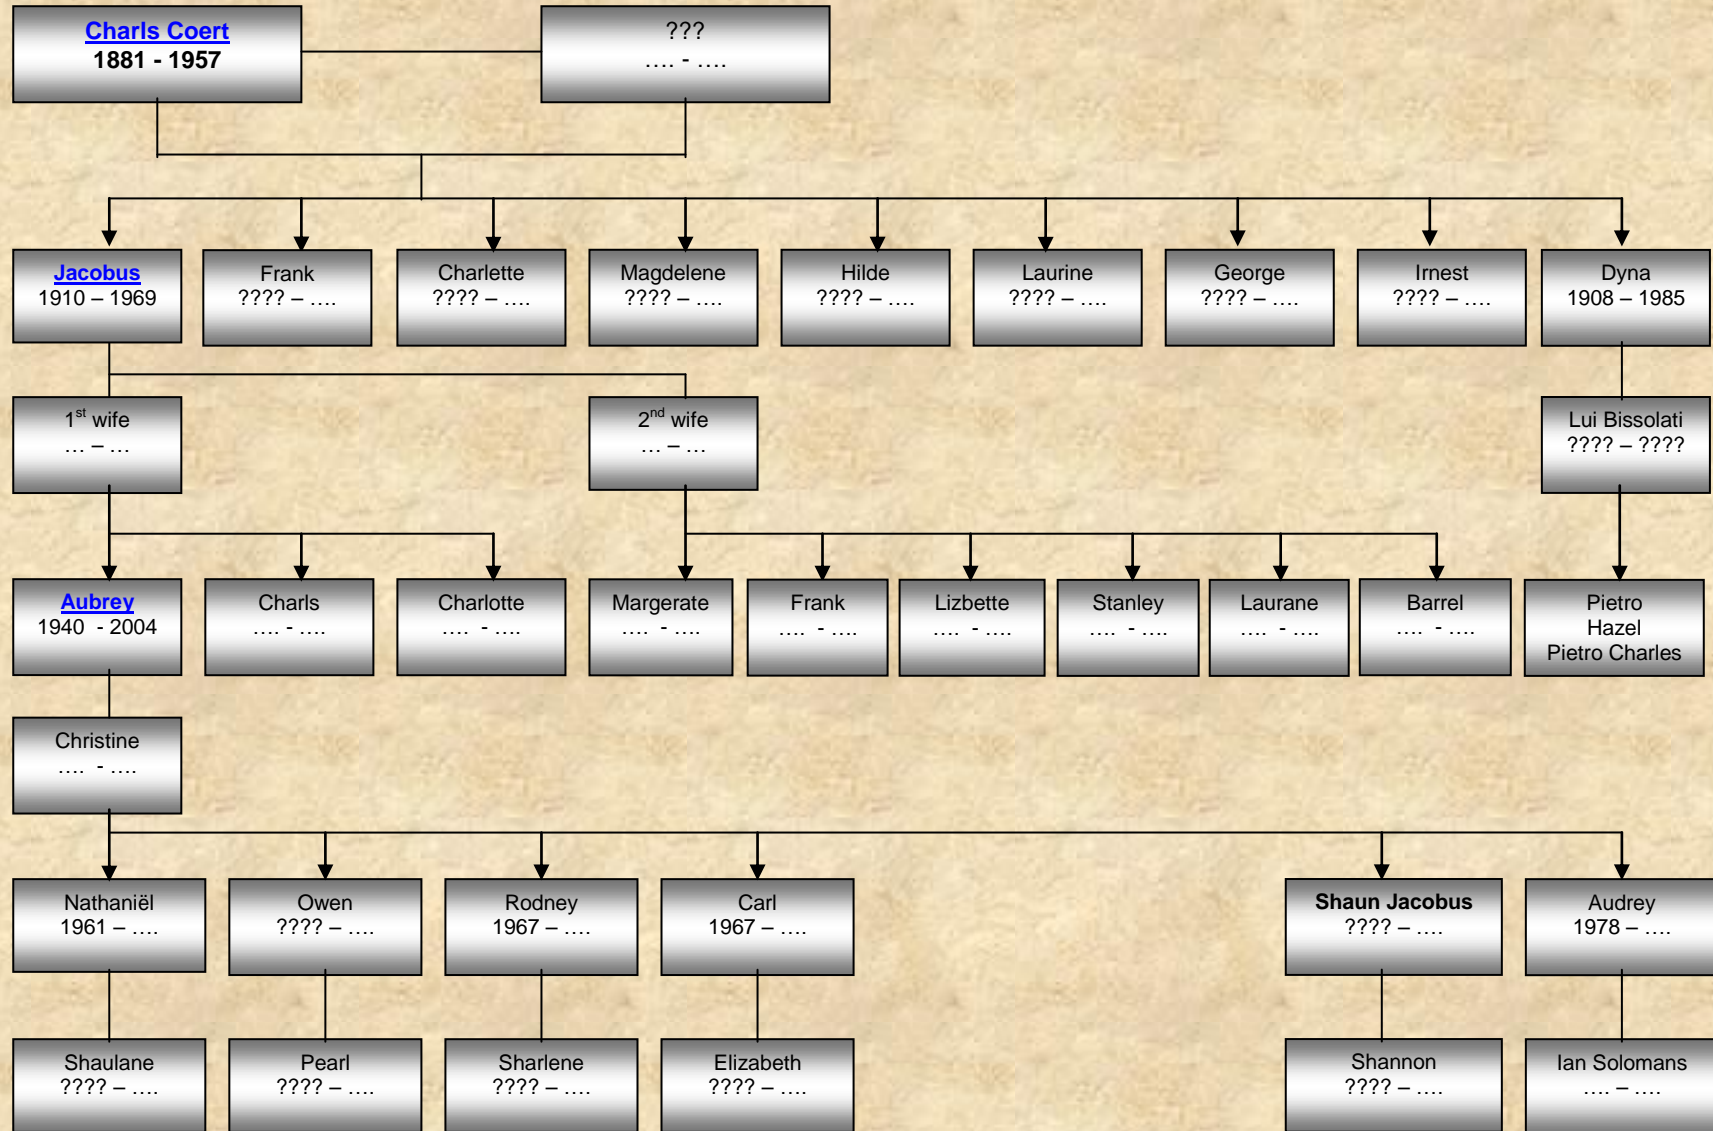 Charls Coert
1881 - 1957
???
.... - ....
Jacobus
1910 – 1969
Frank
???? – ....
Charlette
???? – ....
Magdelene
???? – ....
Hilde
???? – ....
Laurine
???? – ....
George
???? – ....
Irnest
???? – ....
Dyna
1908 – 1985
1st wife
... – ...
2nd wife
... – ...
Lui Bissolati
???? – ????
Aubrey
1940 - 2004
Charls
.... - ....
Charlotte
.... - ....
Margerate
.... - ....
Frank
.... - ....
Lizbette
.... - ....
Stanley
.... - ....
Laurane
.... - ....
Barrel
.... - ....
Pietro
Hazel
Pietro Charles
Christine
.... - ....
Nathaniël
1961 – ....
Owen
???? – ....
Rodney
1967 – ....
Carl
1967 – ....
Shaun Jacobus
???? – ....
Audrey
1978 – ....
Shaulane
???? – ....
Pearl
???? – ....
Sharlene
???? – ....
Elizabeth
???? – ....
Shannon
???? – ....
Ian Solomans
.... – ....